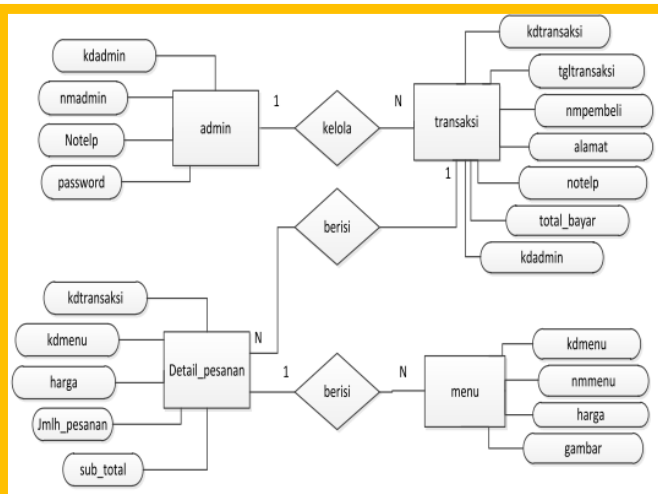 kdadmin
nmadmin
Notelp
password
admin
1
kelola
N
transaksi
kdtransaksi
tgltransaksi
nmpembeli
alamat
notelp
total_bayar
kdadmin
1
berisi
N
kdtransaksi
kdmenu
harga
Jmlh_pesanan
sub_total
Detail_pesanan
1
berisi
N
menu
kdmenu
nmmenu
harga
gambar